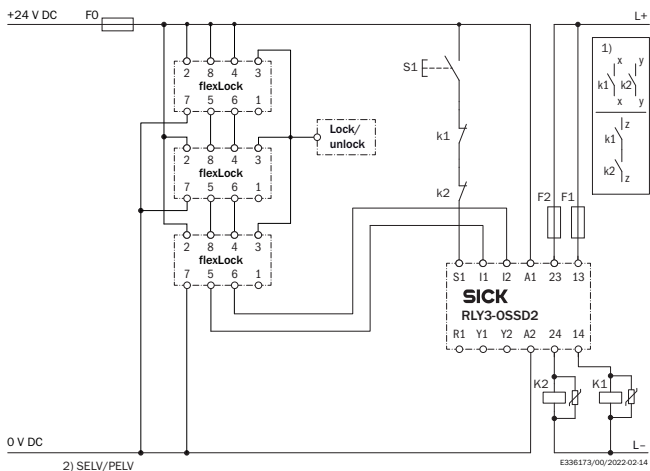 +24 V DC F0 L+
2 8 4 3
flexLock
7 5 6 1
2 8 4 3
flexLock
7 5 6 1
2 8 4 3
flexLock
7 5 6 1
Lock/
unlock
S1
k1
k2
1)
x y
k1 k2
x y
z
k1
k2
z
F2 F1
S1 I1 I2 A1 23 13
SICK
RLY3-OSSD2
R1 Y1 Y2 A2 24 14
K2 K1
0 V DC L–
2) SELV/PELV
E336173/00/2022-02-14